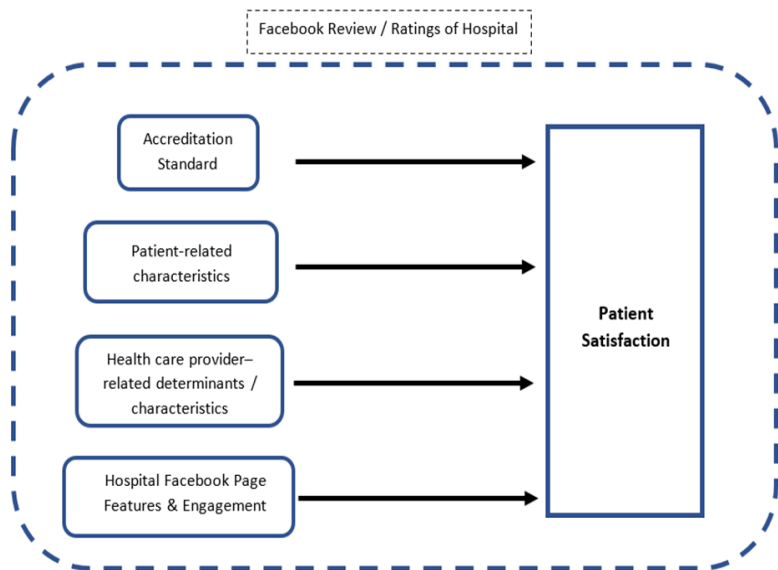 Facebook Review / Ratings of Hospital
Accreditation
Standard
Patient-related
characteristics
Health care provider–
related determinants /
characteristics
Hospital Facebook Page
Features & Engagement
Patient
Satisfaction